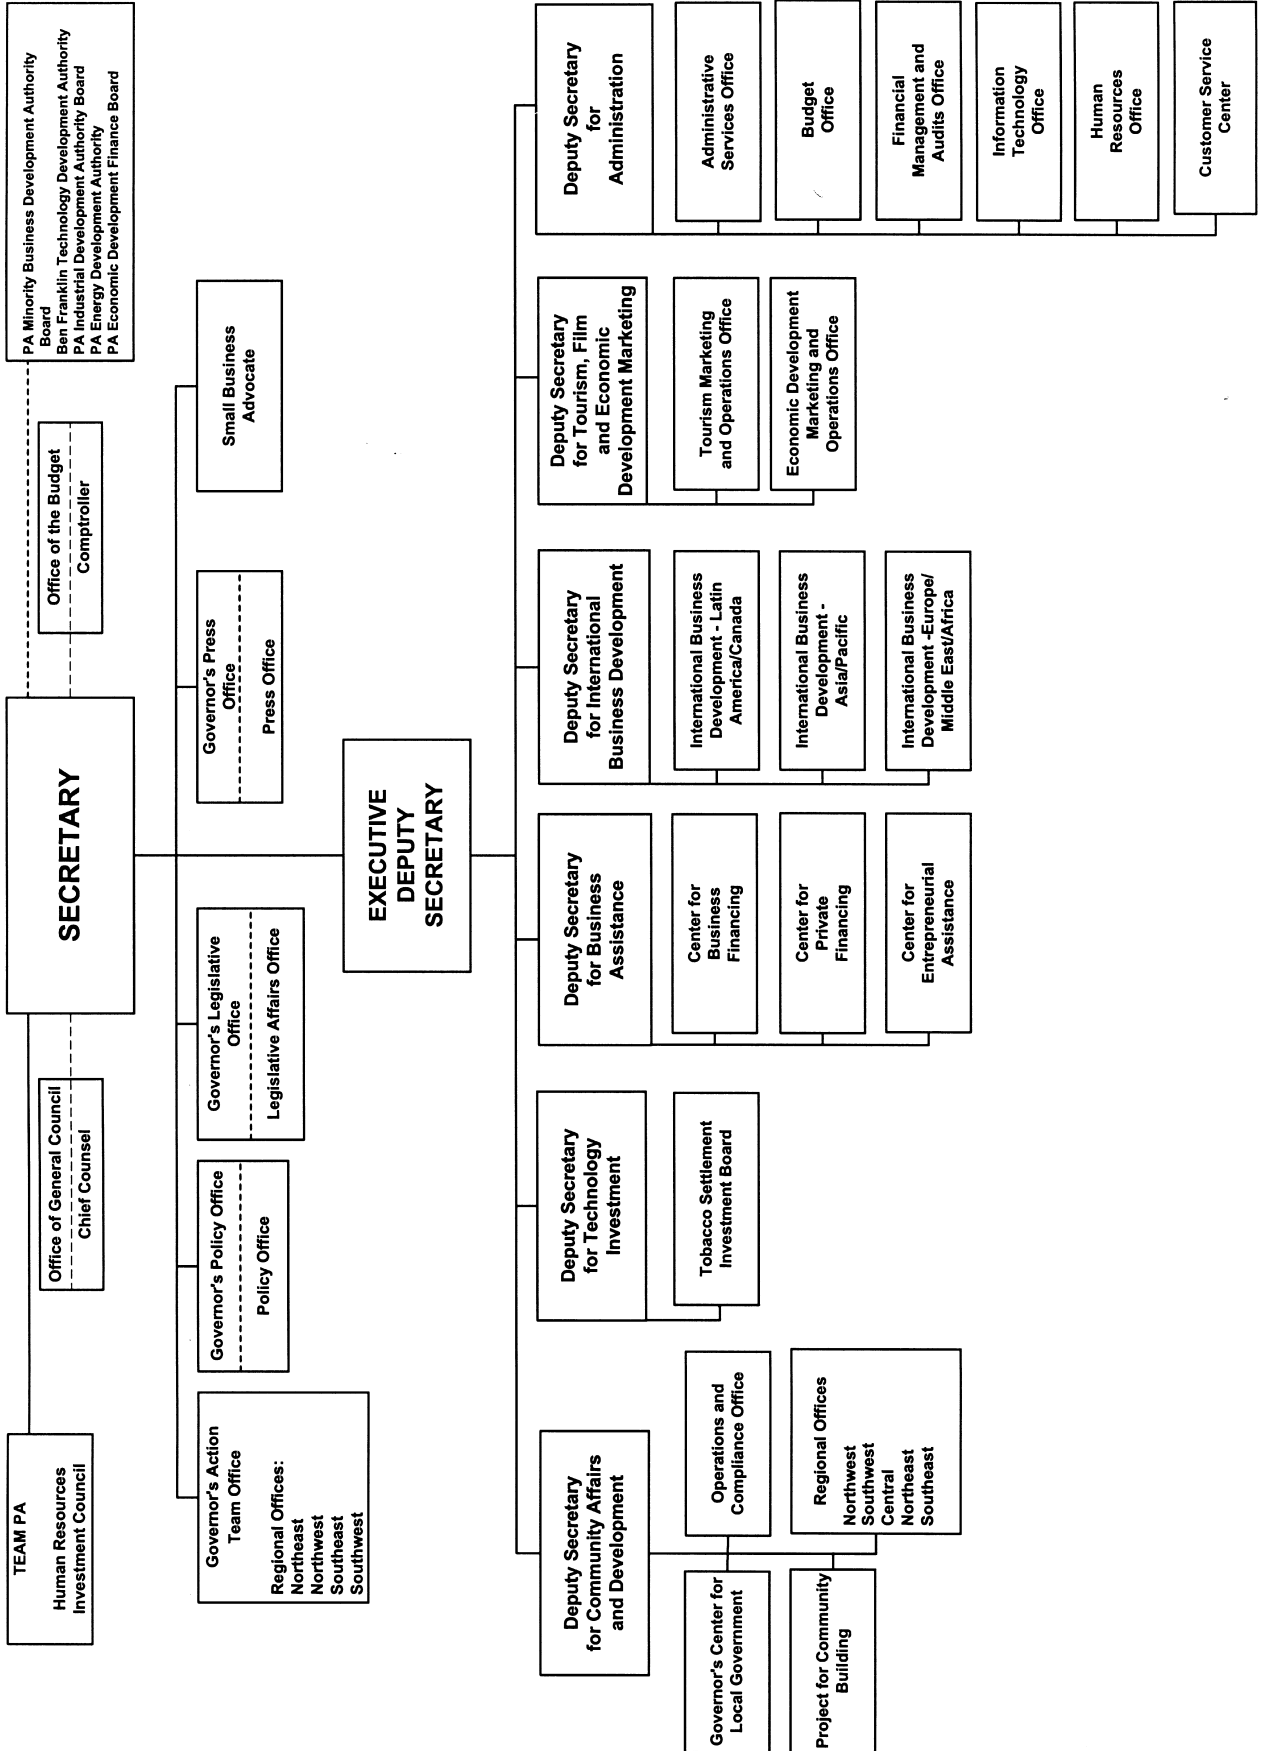 TEAM PA
Human Resources
Investment Council
Office of General Council
Chief Counsel
SECRETARY
Office of the Budget
Comptroller
PA Minority Business Development Authority
Board
Ben Franklin Technology Development Authority
PA Industrial Development Authority Board
PA Energy Development Authority
PA Economic Development Finance Board
Governor's Action
Team Office
Regional Offices:
Northeast
Northwest
Southeast
Southwest
Governor's Policy Office
Policy Office
Governor's Legislative
Office
Legislative Affairs Office
Governor's Press
Office
Press Office
Small Business
Advocate
EXECUTIVE
DEPUTY
SECRETARY
Deputy Secretary
for Community Affairs
and Development
Governor's Center for
Local Government
Operations and
Compliance Office
Project for Community
Building
Regional Offices
Northwest
Southwest
Central
Northeast
Southeast
Deputy Secretary
for Technology
Investment
Tobacco Settlement
Investment Board
Deputy Secretary
for Business
Assistance
Center for
Business
Financing
Center for
Private
Financing
Center for
Entrepreneurial
Assistance
Deputy Secretary
for International
Business Development
International Business
Development - Latin
America/Canada
International Business
Development -
Asia/Pacific
International Business
Development -Europe/
Middle East/Africa
Deputy Secretary
for Tourism, Film
and Economic
Development Marketing
Tourism Marketing
and Operations Office
Economic Development
Marketing and
Operations Office
Deputy Secretary
for
Administration
Administrative
Services Office
Budget
Office
Financial
Management and
Audits Office
Information
Technology
Office
Human
Resources
Office
Customer Service
Center